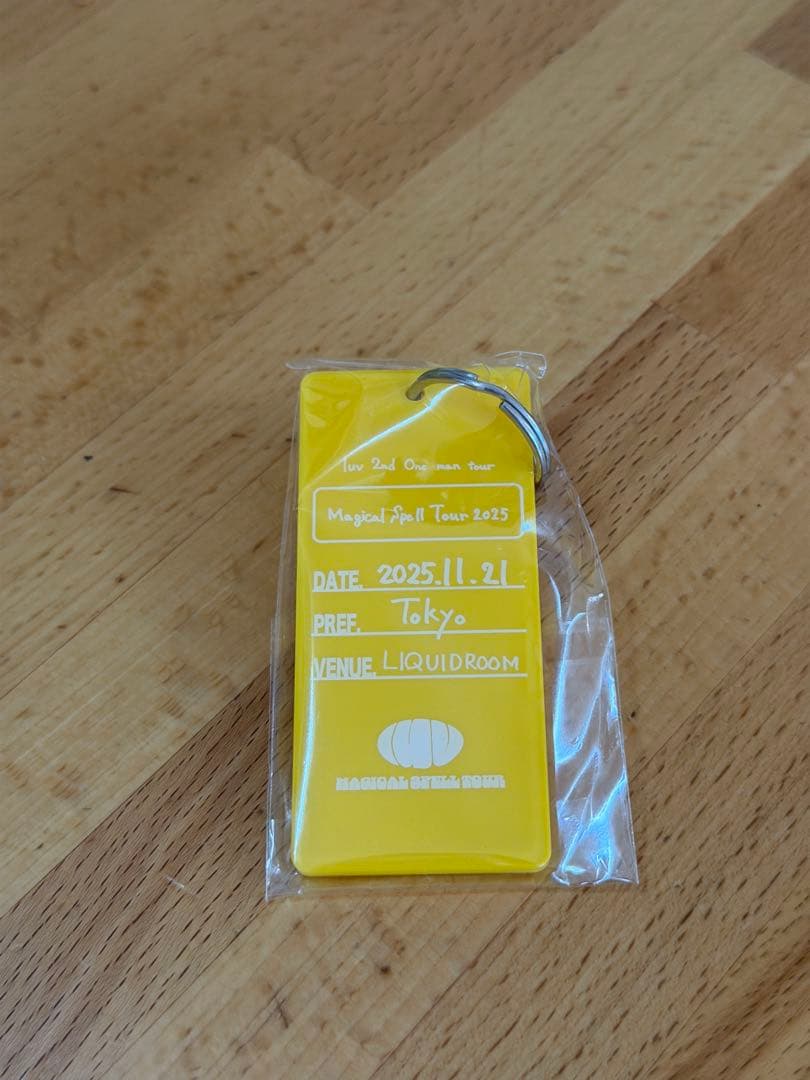 luv 2nd One man tour
Magical Spell Tour 2025
DATE. 2025.11.21
PREF. Tokyo
VENUE. LIQUIDROOM
luv
MAGICAL SPELL TOUR